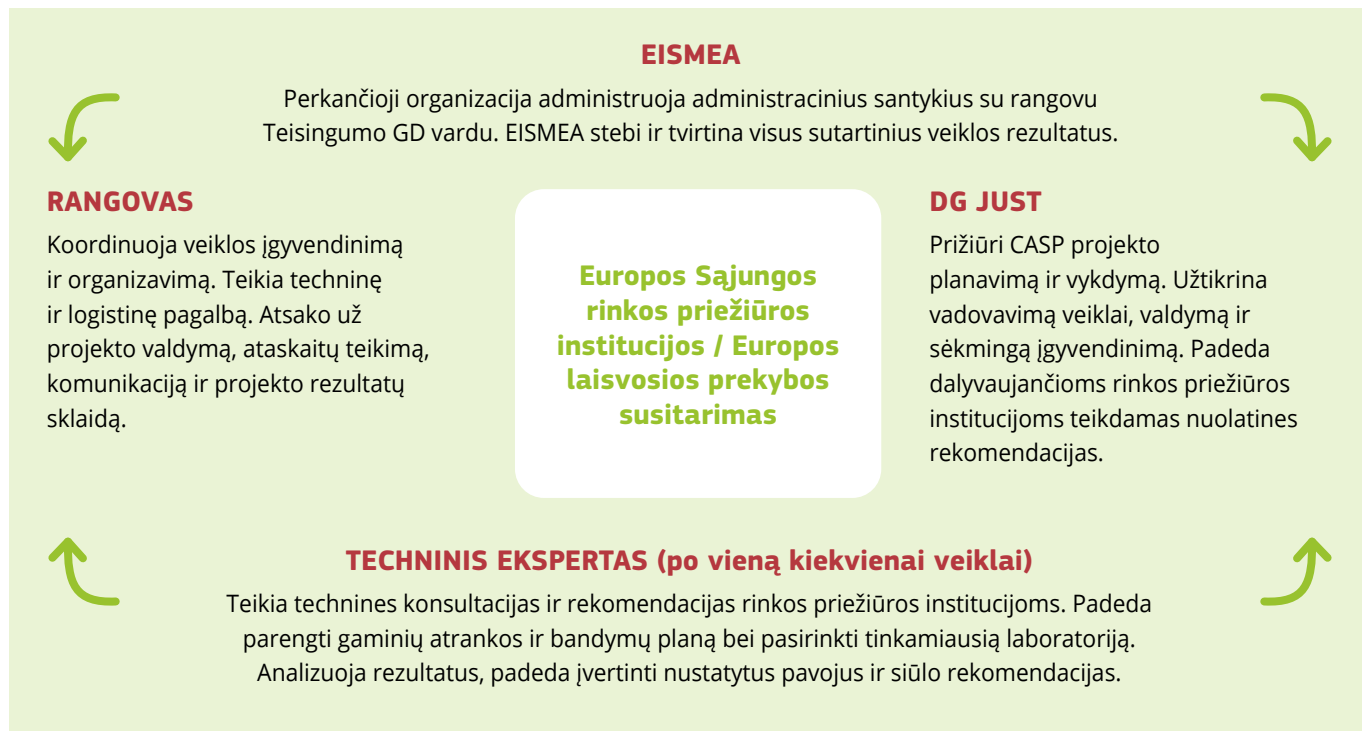 EISMEA
Perkančioji organizacija administruoja administracinius santykius su rangovu
Teisingumo GD vardu. EISMEA stebi ir tvirtina visus sutartinius veiklos rezultatus.
RANGOVAS
Koordinuoja veiklos įgyvendinimą
ir organizavimą. Teikia techninę
ir logistinę pagalbą. Atsako už
projekto valdymą, ataskaitų teikimą,
komunikaciją ir projekto rezultatų
sklaidą.
Europos Sąjungos
rinkos priežiūros
institucijos / Europos
laisvosios prekybos
susitarimas
DG JUST
Prižiūri CASP projekto
planavimą ir vykdymą. Užtikrina
vadovavimą veiklai, valdymą ir
sėkmingą įgyvendinimą. Padeda
dalyvaujančioms rinkos priežiūros
institucijoms teikdamas nuolatines
rekomendacijas.
TECHNINIS EKSPERTAS (po vieną kiekvienai veiklai)
Teikia technines konsultacijas ir rekomendacijas rinkos priežiūros institucijoms. Padeda
parengti gaminių atrankos ir bandymų planą bei pasirinkti tinkamiausią laboratoriją.
Analizuoja rezultatus, padeda įvertinti nustatytus pavojus ir siūlo rekomendacijas.